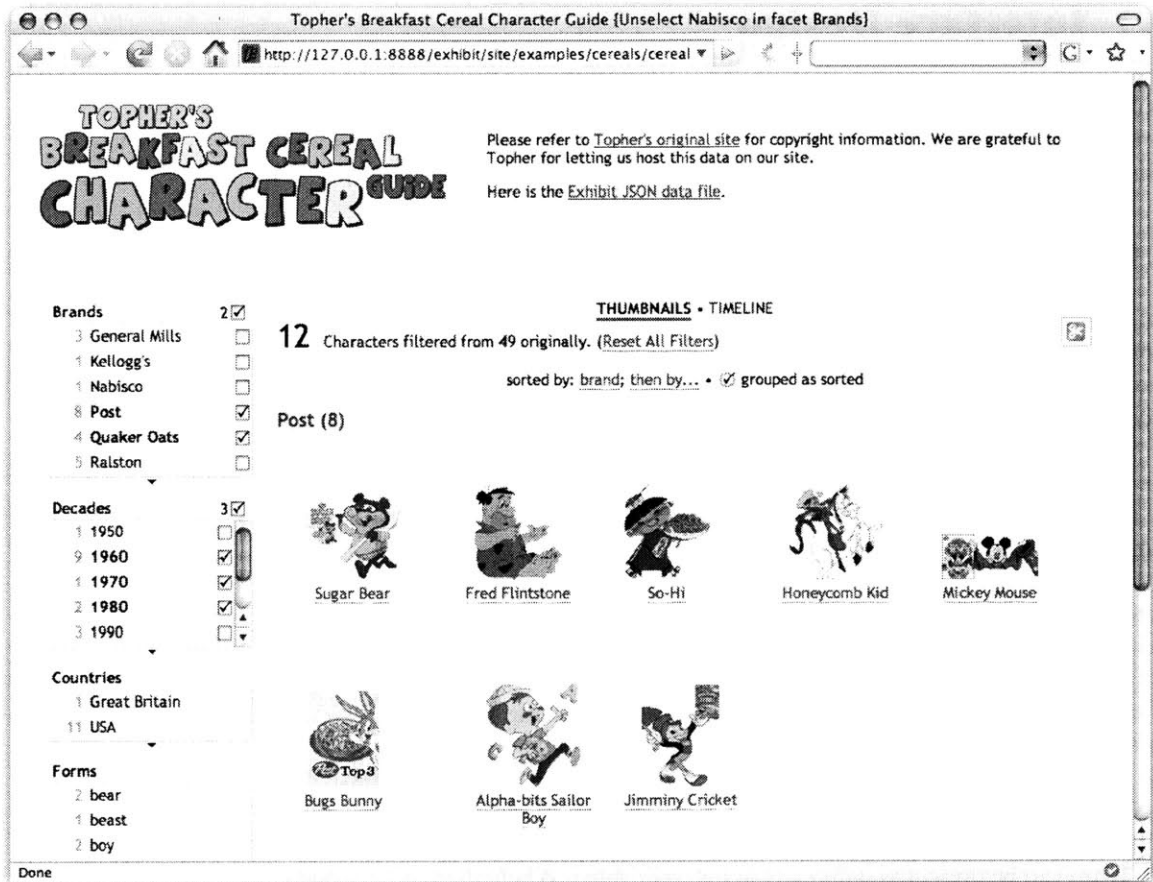 Topher's Breakfast Cereal Character Guide {Unselect Nabisco in facet Brands}
http://127.0.0.1:8888/exhibit/site/examples/cereals/cereal
G
TOPHER'S
BREAKFAST CEREAL
CHARACTER GUIDE
Please refer to Topher's original site for copyright information. We are grateful to
Topher for letting us host this data on our site.
Here is the Exhibit JSON data file.
Brands 2
3 General Mills
1 Kellogg's
1 Nabisco
8 Post
4 Quaker Oats
5 Ralston
Decades 3
1 1950
9 1960
1 1970
2 1980
3 1990
Countries
1 Great Britain
11 USA
Forms
2 bear
1 beast
2 boy
THUMBNAILS • TIMELINE
12 Characters filtered from 49 originally. (Reset All Filters)
sorted by: brand; then by... • grouped as sorted
Post (8)
Sugar Bear
Fred Flintstone
So-Hi
Honeycomb Kid
Mickey Mouse
Post Top3
Bugs Bunny
Alpha-bits Sailor
Boy
Jimminy Cricket
Done